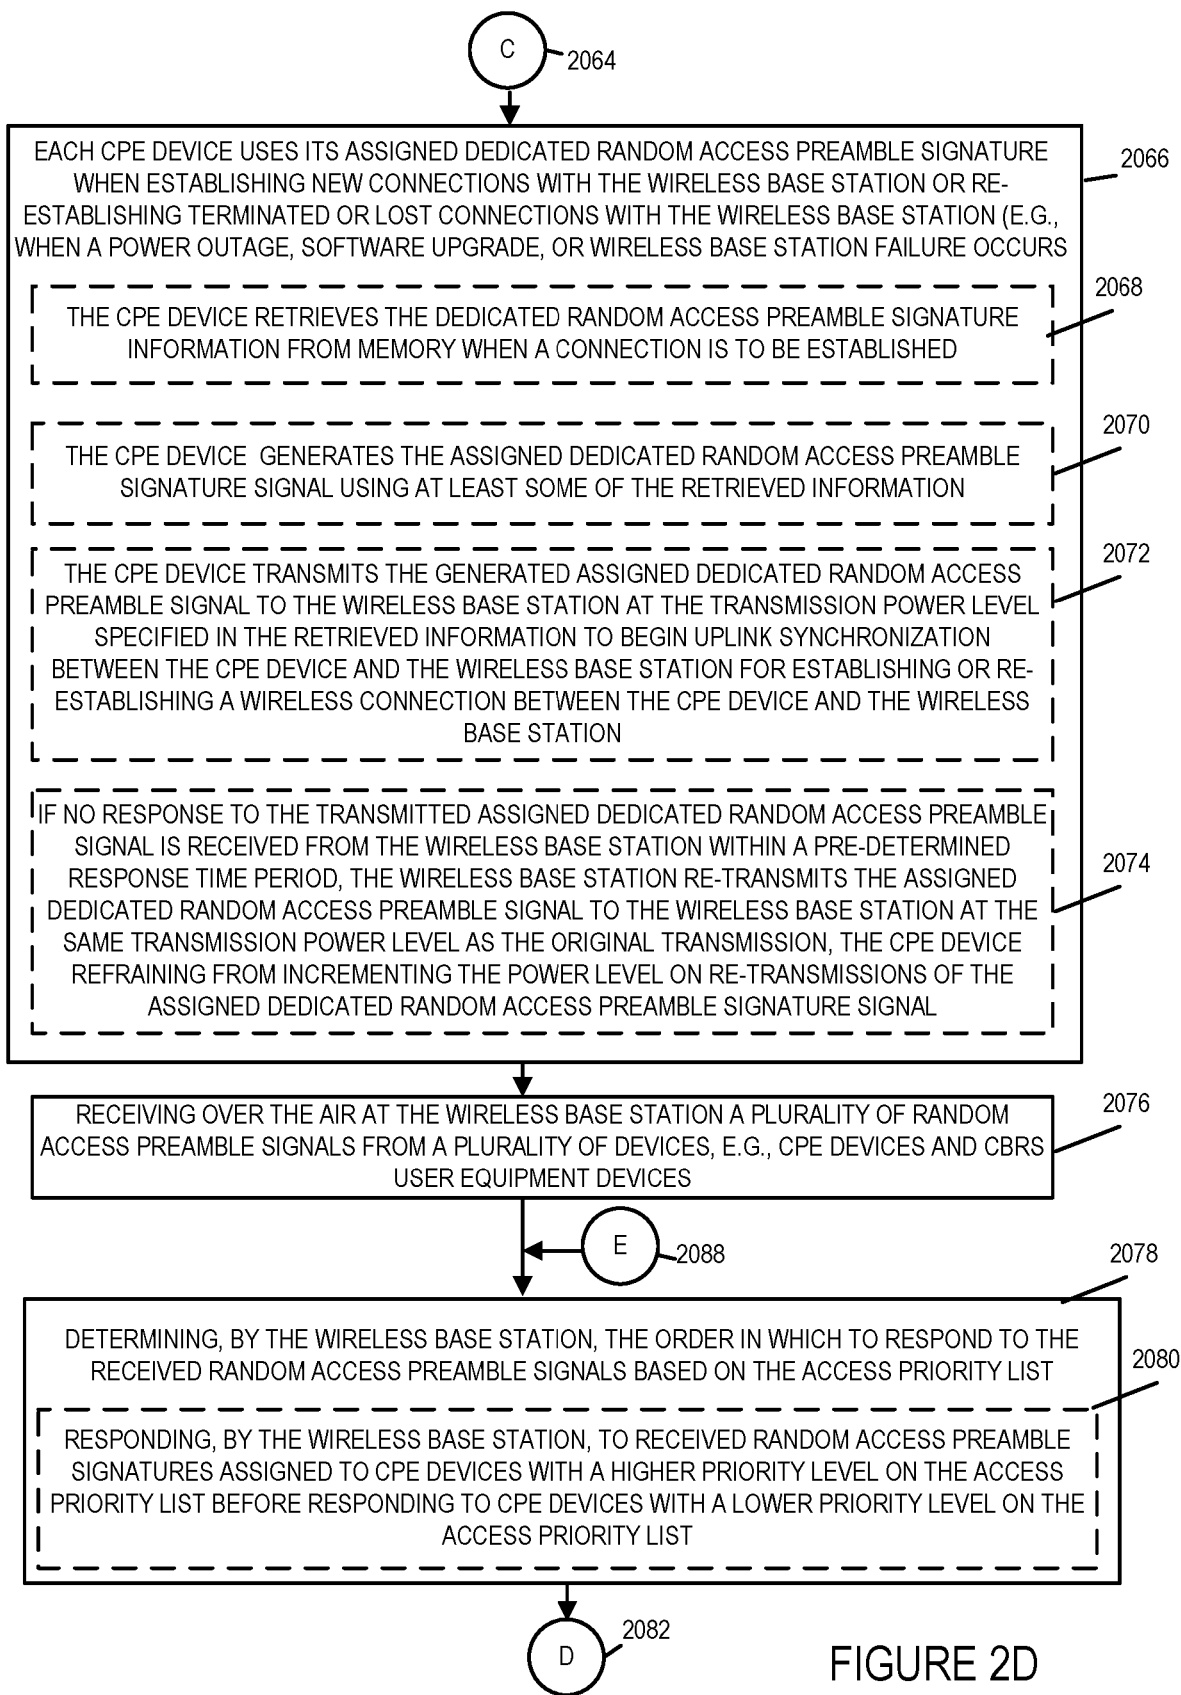 C
2064
EACH CPE DEVICE USES ITS ASSIGNED DEDICATED RANDOM ACCESS PREAMBLE SIGNATURE
WHEN ESTABLISHING NEW CONNECTIONS WITH THE WIRELESS BASE STATION OR RE-
ESTABLISHING TERMINATED OR LOST CONNECTIONS WITH THE WIRELESS BASE STATION (E.G.,
WHEN A POWER OUTAGE, SOFTWARE UPGRADE, OR WIRELESS BASE STATION FAILURE OCCURS
2066
2068
THE CPE DEVICE RETRIEVES THE DEDICATED RANDOM ACCESS PREAMBLE SIGNATURE
INFORMATION FROM MEMORY WHEN A CONNECTION IS TO BE ESTABLISHED
2070
THE CPE DEVICE GENERATES THE ASSIGNED DEDICATED RANDOM ACCESS PREAMBLE
SIGNATURE SIGNAL USING AT LEAST SOME OF THE RETRIEVED INFORMATION
2072
THE CPE DEVICE TRANSMITS THE GENERATED ASSIGNED DEDICATED RANDOM ACCESS
PREAMBLE SIGNAL TO THE WIRELESS BASE STATION AT THE TRANSMISSION POWER LEVEL
SPECIFIED IN THE RETRIEVED INFORMATION TO BEGIN UPLINK SYNCHRONIZATION
BETWEEN THE CPE DEVICE AND THE WIRELESS BASE STATION FOR ESTABLISHING OR RE-
ESTABLISHING A WIRELESS CONNECTION BETWEEN THE CPE DEVICE AND THE WIRELESS
BASE STATION
IF NO RESPONSE TO THE TRANSMITTED ASSIGNED DEDICATED RANDOM ACCESS PREAMBLE
SIGNAL IS RECEIVED FROM THE WIRELESS BASE STATION WITHIN A PRE-DETERMINED
RESPONSE TIME PERIOD, THE WIRELESS BASE STATION RE-TRANSMITS THE ASSIGNED
DEDICATED RANDOM ACCESS PREAMBLE SIGNAL TO THE WIRELESS BASE STATION AT THE
SAME TRANSMISSION POWER LEVEL AS THE ORIGINAL TRANSMISSION, THE CPE DEVICE
REFRAINING FROM INCREMENTING THE POWER LEVEL ON RE-TRANSMISSIONS OF THE
ASSIGNED DEDICATED RANDOM ACCESS PREAMBLE SIGNATURE SIGNAL
2074
RECEIVING OVER THE AIR AT THE WIRELESS BASE STATION A PLURALITY OF RANDOM
ACCESS PREAMBLE SIGNALS FROM A PLURALITY OF DEVICES, E.G., CPE DEVICES AND CBRS
USER EQUIPMENT DEVICES
2076
E
2088
2078
DETERMINING, BY THE WIRELESS BASE STATION, THE ORDER IN WHICH TO RESPOND TO THE
RECEIVED RANDOM ACCESS PREAMBLE SIGNALS BASED ON THE ACCESS PRIORITY LIST
2080
RESPONDING, BY THE WIRELESS BASE STATION, TO RECEIVED RANDOM ACCESS PREAMBLE
SIGNATURES ASSIGNED TO CPE DEVICES WITH A HIGHER PRIORITY LEVEL ON THE ACCESS
PRIORITY LIST BEFORE RESPONDING TO CPE DEVICES WITH A LOWER PRIORITY LEVEL ON THE
ACCESS PRIORITY LIST
D
2082
FIGURE 2D